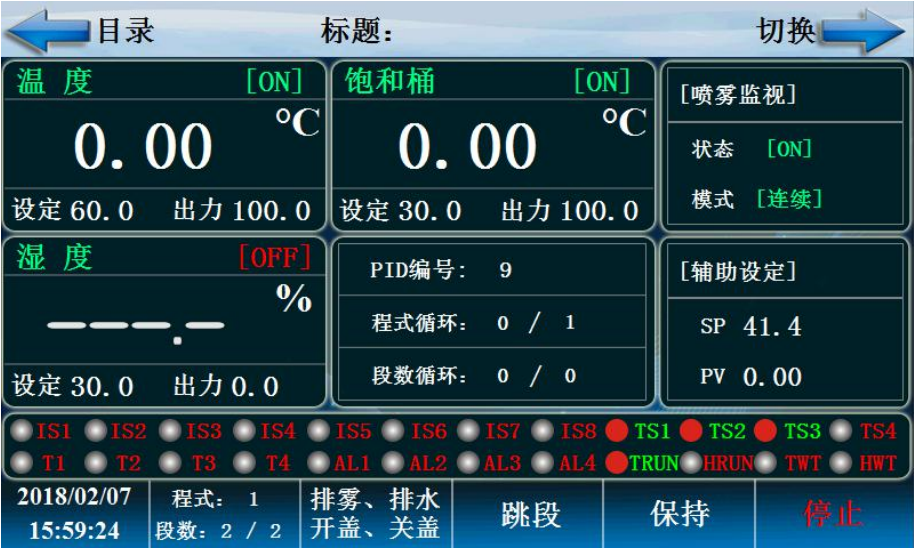 目录 标题： 切换
温 度 [ON]
0.00 °C
设定 60.0 出力 100.0
饱和桶 [ON]
0.00 °C
设定 30.0 出力 100.0
[喷雾监视]
状态 [ON]
模式 [连续]
湿 度 [OFF]
----.- %
设定 30.0 出力 0.0
PID编号： 9
程式循环： 0 / 1
段数循环： 0 / 0
[辅助设定]
SP 41.4
PV 0.00
IS1 IS2 IS3 IS4 IS5 IS6 IS7 IS8 TS1 TS2 TS3 TS4
T1 T2 T3 T4 AL1 AL2 AL3 AL4 TRUN HRUN TWT HWT
2018/02/07
15:59:24
程式： 1
段数：2 / 2
排雾、排水
开盖、关盖
跳段
保持
停止